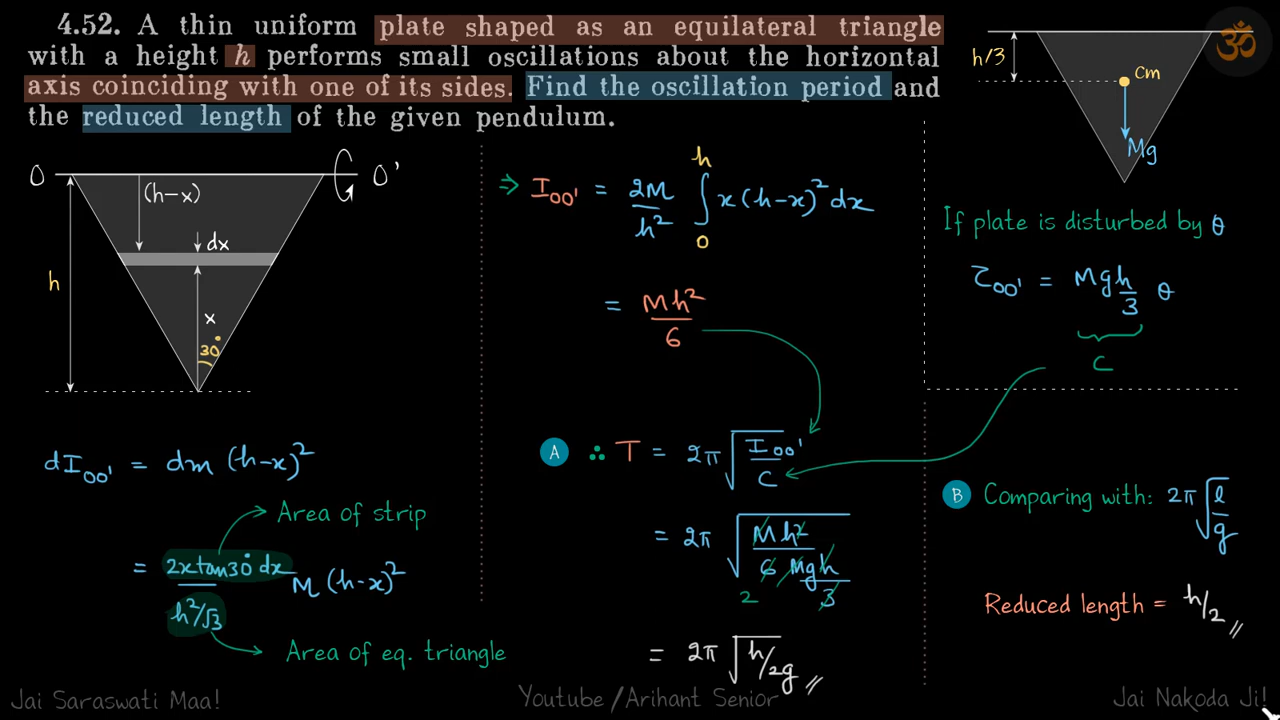 4.52. A thin uniform plate shaped as an equilateral triangle
with a height h performs small oscillations about the horizontal
axis coinciding with one of its sides. Find the oscillation period and
the reduced length of the given pendulum.
O
O'
(h-x)
dx
h
x
30°
dI_OO' = dm (h-x)²
Area of strip
= 2x tan30° dx / h²/√3 M (h-x)²
Area of eq. triangle
⇒ I_OO' = 2M/h² ∫₀ʰ x(h-x)² dx
= Mh²/6
A ∴ T = 2π √(I_OO'/C)
= 2π √(Mh²/6 Mgh/3)
2
= 2π √(h/2g) //
h/3
ॐ
Cm
Mg
If plate is disturbed by θ
τ_OO' = Mgh/3 θ
C
B Comparing with: 2π √(l/g)
Reduced length = h/2 //
Jai Saraswati Maa!
Youtube/Arihant Senior
Jai Nakoda Ji!